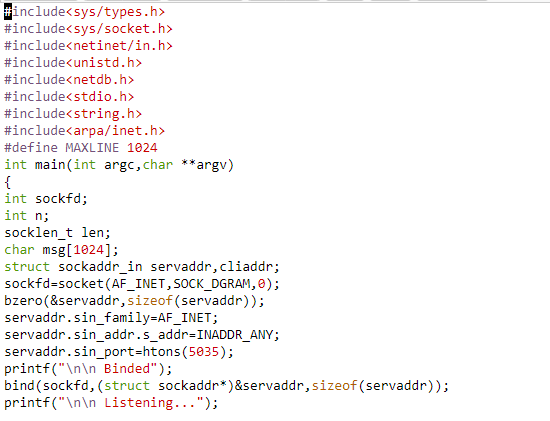 #include<sys/types.h>
#include<sys/socket.h>
#include<netinet/in.h>
#include<unistd.h>
#include<netdb.h>
#include<stdio.h>
#include<string.h>
#include<arpa/inet.h>
#define MAXLINE 1024
int main(int argc,char **argv)
{
int sockfd;
int n;
socklen_t len;
char msg[1024];
struct sockaddr_in servaddr,cliaddr;
sockfd=socket(AF_INET,SOCK_DGRAM,0);
bzero(&servaddr,sizeof(servaddr));
servaddr.sin_family=AF_INET;
servaddr.sin_addr.s_addr=INADDR_ANY;
servaddr.sin_port=htons(5035);
printf("\n\n Binded");
bind(sockfd,(struct sockaddr*)&servaddr,sizeof(servaddr));
printf("\n\n Listening...");